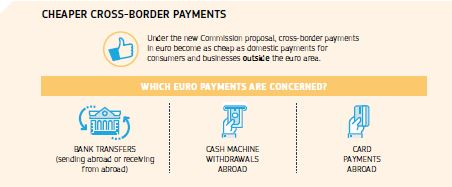 CHEAPER CROSS-BORDER PAYMENTS
Under the new Commission proposal, cross-border payments
in euro become as cheap as domestic payments for
consumers and businesses outside the euro area.
WHICH EURO PAYMENTS ARE CONCERNED?
BANK TRANSFERS
(sending abroad or receiving
from abroad)
CASH MACHINE
WITHDRAWALS
ABROAD
CARD
PAYMENTS
ABROAD